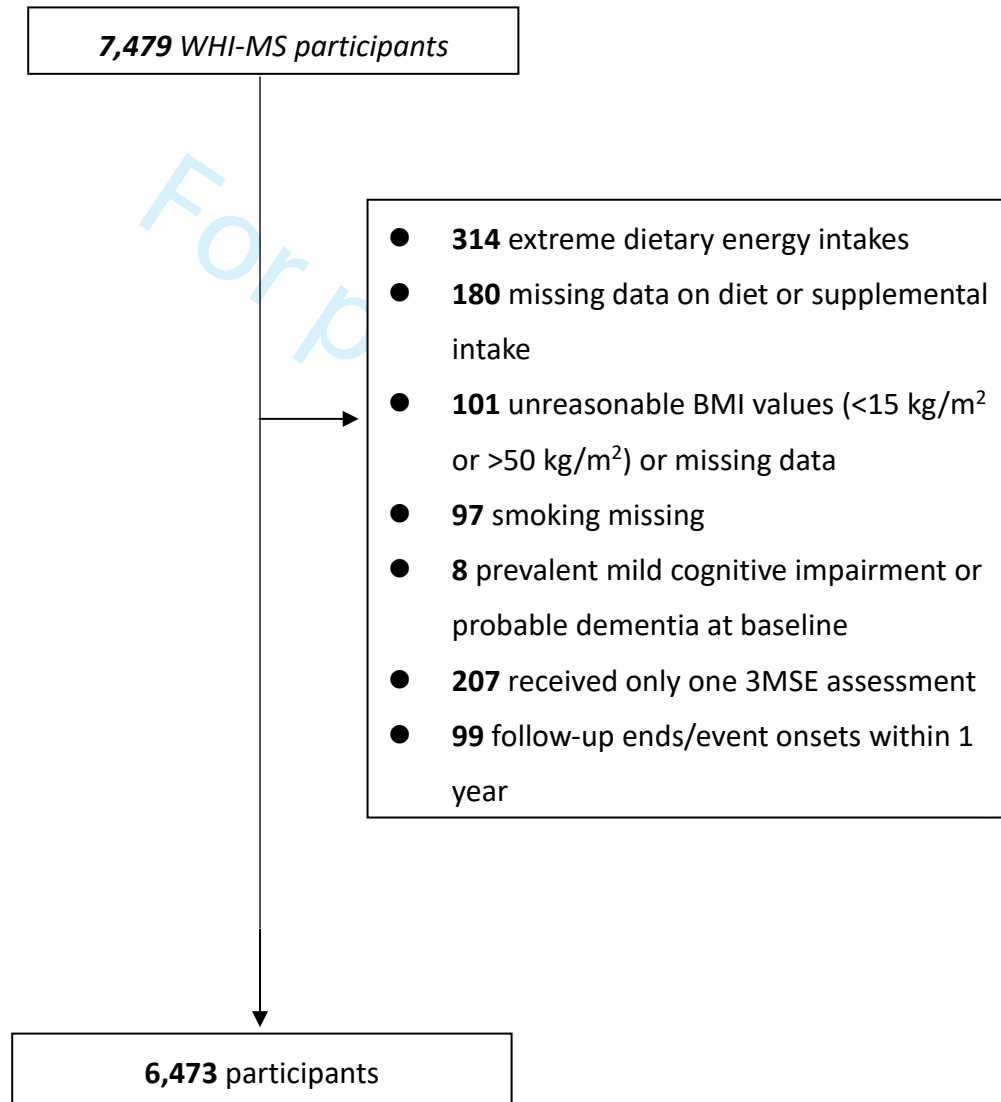 7,479 WHI-MS participants
For p
● 314 extreme dietary energy intakes
● 180 missing data on diet or supplemental
intake
● 101 unreasonable BMI values (<15 kg/m²
or >50 kg/m²) or missing data
● 97 smoking missing
● 8 prevalent mild cognitive impairment or
probable dementia at baseline
● 207 received only one 3MSE assessment
● 99 follow-up ends/event onsets within 1
year
6,473 participants